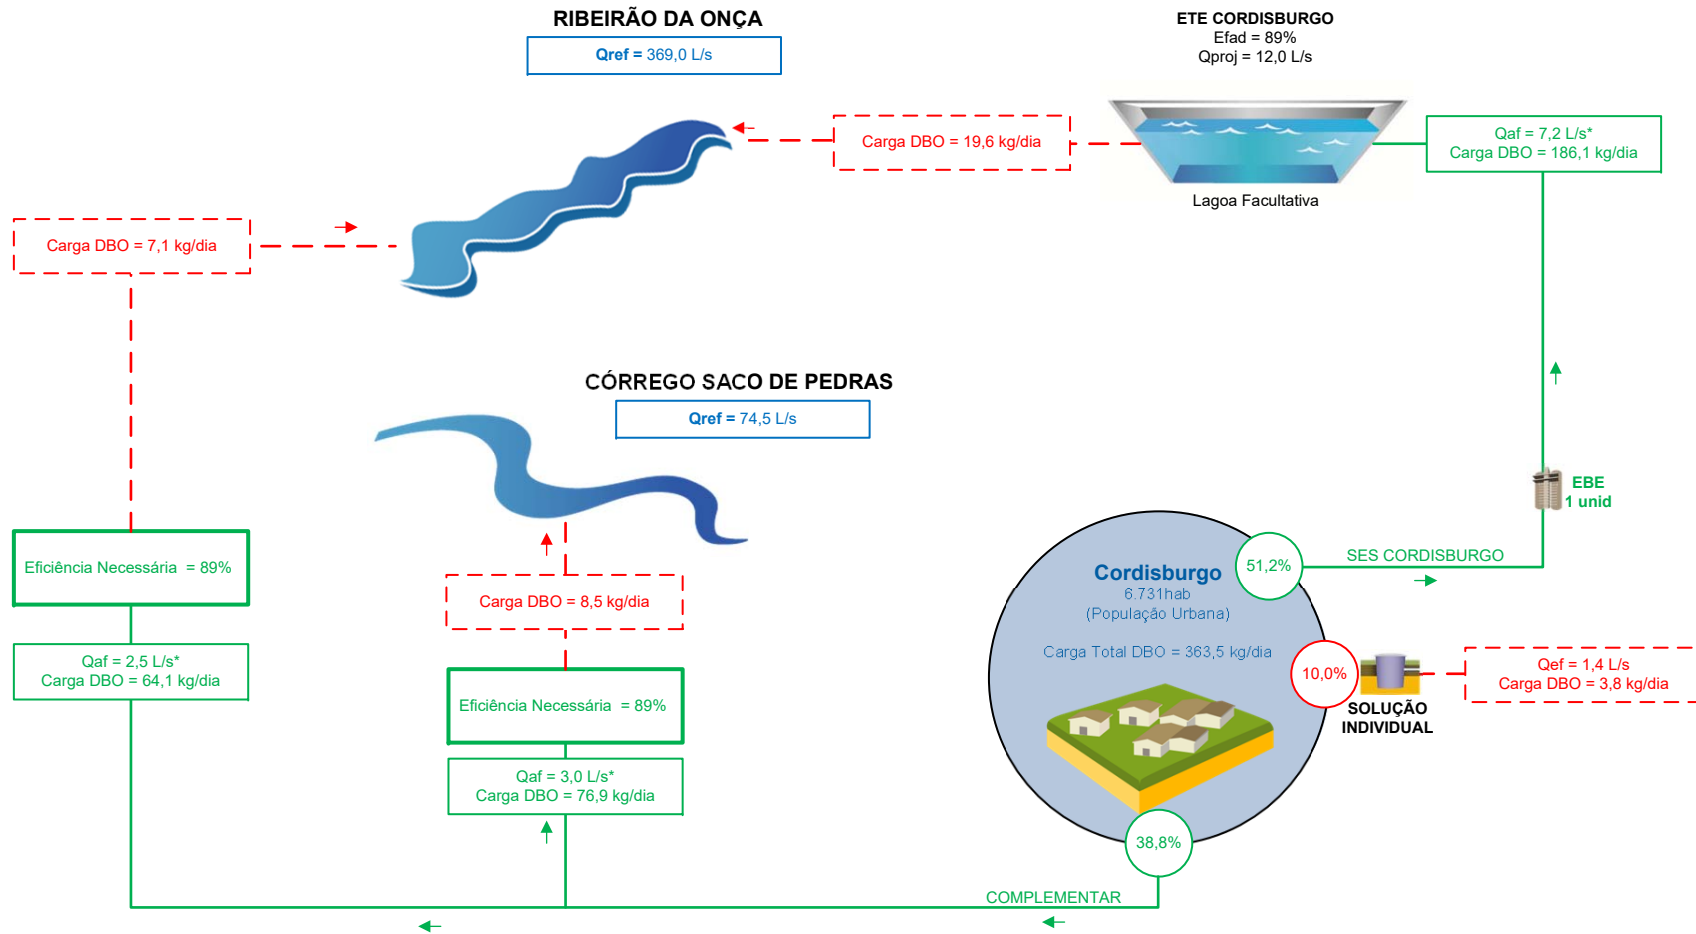 RIBEIRÃO DA ONÇA
Qref = 369,0 L/s
ETE CORDISBURGO
Efad = 89%
Qproj = 12,0 L/s
Carga DBO = 19,6 kg/dia
Qaf = 7,2 L/s*
Carga DBO = 186,1 kg/dia
Lagoa Facultativa
Carga DBO = 7,1 kg/dia
CÓRREGO SACO DE PEDRAS
Qref = 74,5 L/s
EBE
1 unid
Eficiência Necessária = 89%
Carga DBO = 8,5 kg/dia
SES CORDISBURGO
51,2%
Cordisburgo
6.731hab
(População Urbana)
Carga Total DBO = 363,5 kg/dia
Qaf = 2,5 L/s*
Carga DBO = 64,1 kg/dia
10,0%
Qef = 1,4 L/s
Carga DBO = 3,8 kg/dia
SOLUÇÃO
INDIVIDUAL
Eficiência Necessária = 89%
Qaf = 3,0 L/s*
Carga DBO = 76,9 kg/dia
38,8%
COMPLEMENTAR